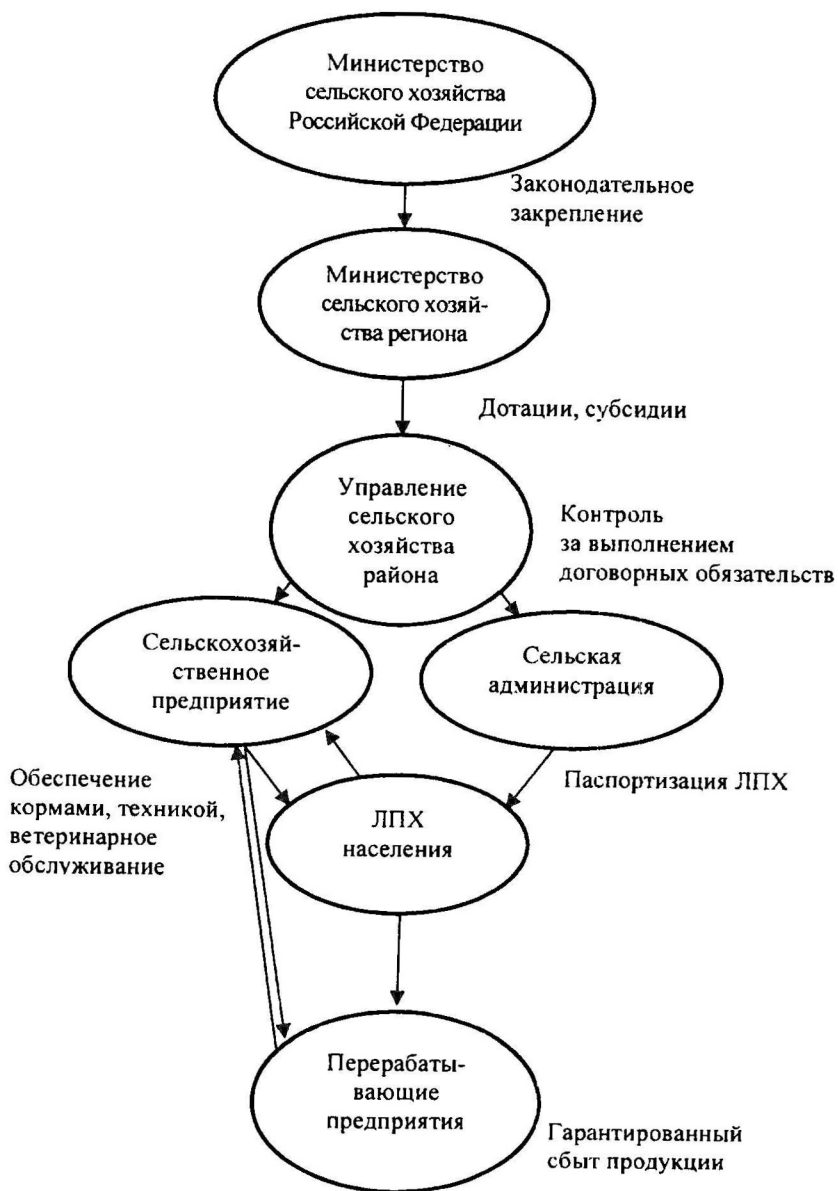 Министерство
сельского хозяйства
Российской Федерации
Законодательное
закрепление
Министерство
сельского хозяй-
ства региона
Дотации, субсидии
Управление
сельского
хозяйства
района
Контроль
за выполнением
договорных обязательств
Сельскохозяй-
ственное
предприятие
Сельская
администрация
Обеспечение
кормами, техникой,
ветеринарное
обслуживание
Паспортизация ЛПХ
ЛПХ
населения
Перерабаты-
вающие
предприятия
Гарантированный
сбыт продукции